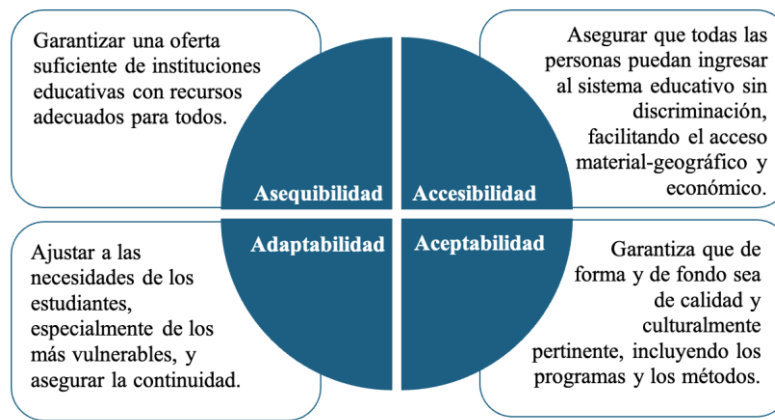 Garantizar una oferta
suficiente de instituciones
educativas con recursos
adecuados para todos.
Asequibilidad
Asegurar que todas las
personas puedan ingresar
al sistema educativo sin
discriminación,
facilitando el acceso
material-geográfico y
económico.
Accesibilidad
Ajustar a las
necesidades de los
estudiantes,
especialmente de los
más vulnerables, y
asegurar la continuidad.
Adaptabilidad
Aceptabilidad
Garantiza que de
forma y de fondo sea
de calidad y
culturalmente
pertinente, incluyendo los
programas y los métodos.